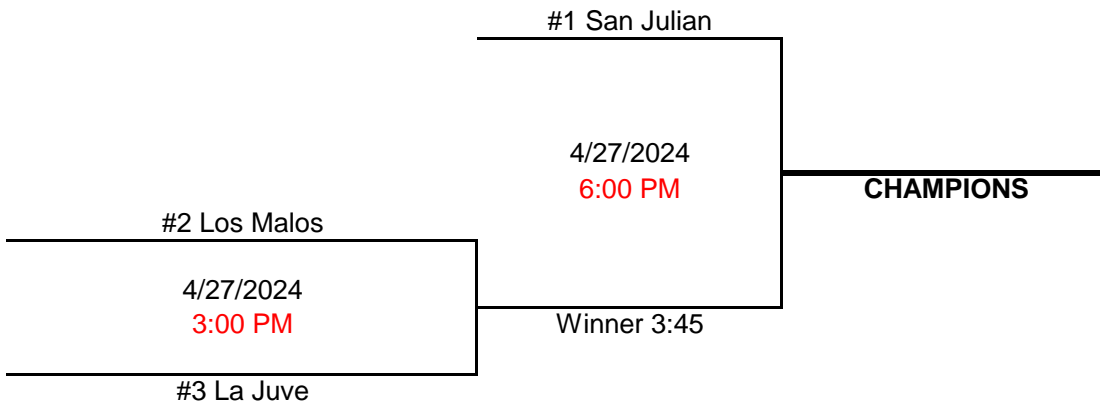 #1 San Julian
4/27/2024
6:00 PM
CHAMPIONS
#2 Los Malos
4/27/2024
3:00 PM
Winner 3:45
#3 La Juve